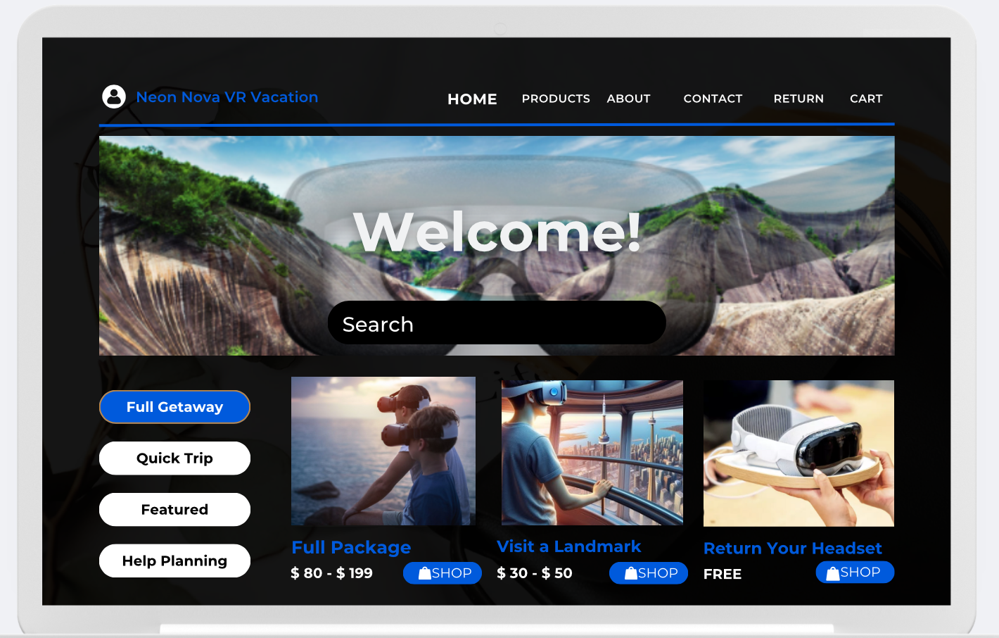 Neon Nova VR Vacation
HOME
PRODUCTS
ABOUT
CONTACT
RETURN
CART
Welcome!
Search
Full Getaway
Quick Trip
Featured
Help Planning
Full Package
$ 80 - $ 199
SHOP
Visit a Landmark
$ 30 - $ 50
SHOP
Return Your Headset
FREE
SHOP